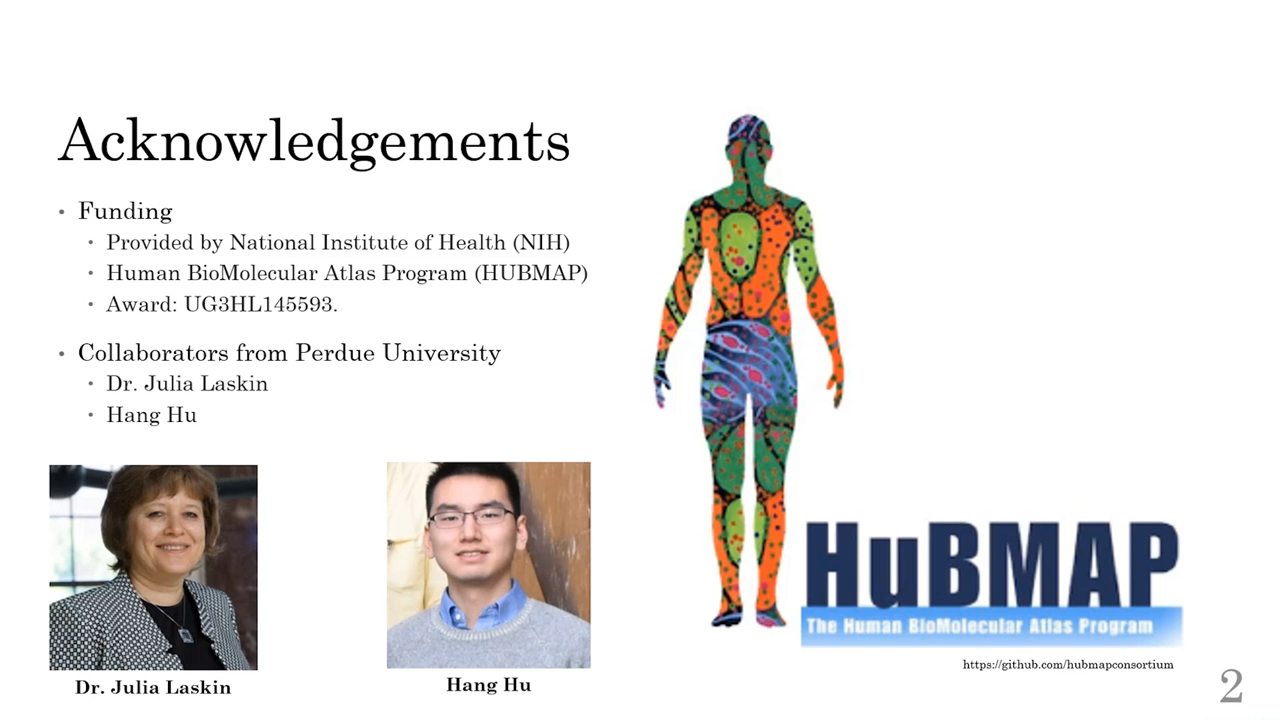 Acknowledgements
• Funding
• Provided by National Institute of Health (NIH)
• Human BioMolecular Atlas Program (HUBMAP)
• Award: UG3HL145593.
• Collaborators from Perdue University
• Dr. Julia Laskin
• Hang Hu
Dr. Julia Laskin
Hang Hu
HuBMAP
The Human BioMolecular Atlas Program
https://github.com/hubmapconsortium
2